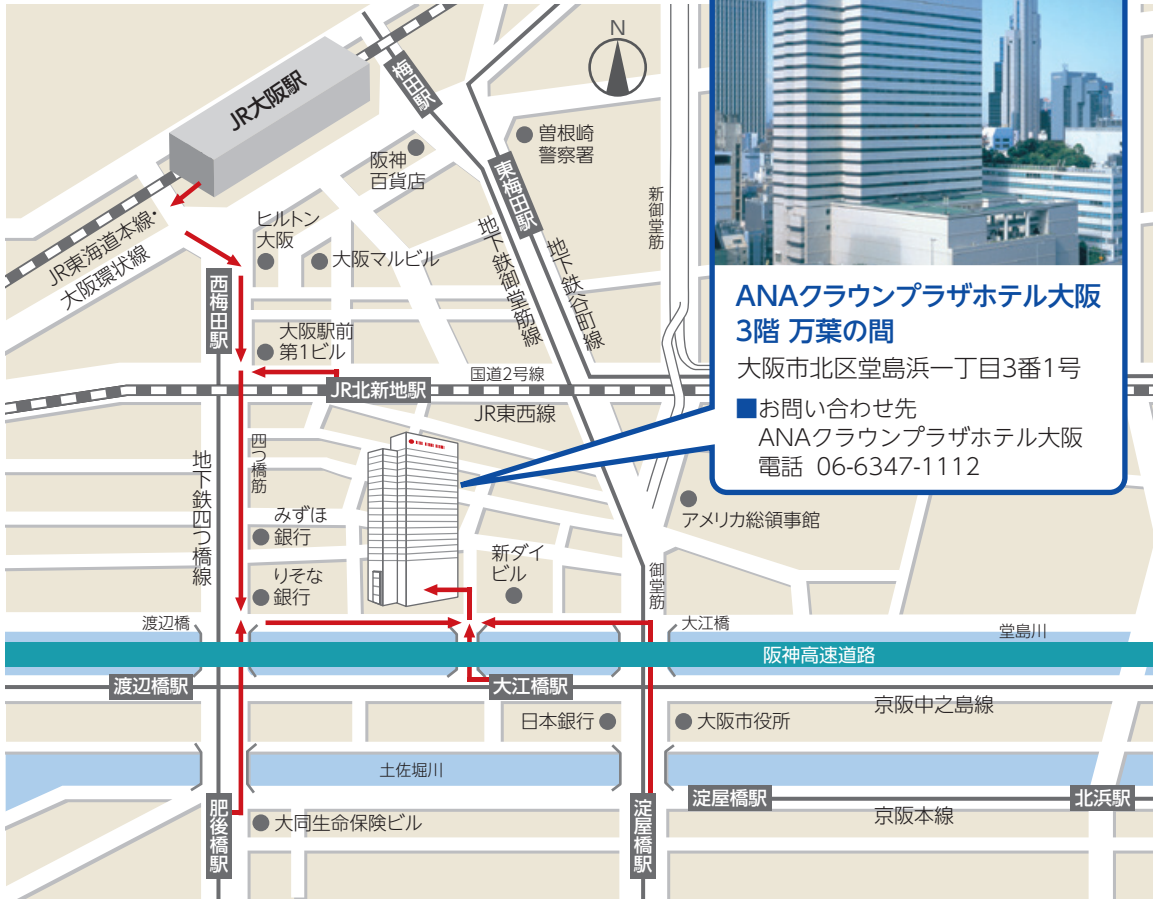 N
JR大阪駅
梅田駅
曽根崎
警察署
阪神
百貨店
東梅田駅
新御堂筋
JR東海道本線・
大阪環状線
ヒルトン
大阪
大阪マルビル
地下鉄御堂筋線
地下鉄谷町線
西梅田駅
大阪駅前
第1ビル
国道2号線
JR北新地駅
JR東西線
ANAクラウンプラザホテル大阪
3階 万葉の間
大阪市北区堂島浜一丁目3番1号
■お問い合わせ先
ANAクラウンプラザホテル大阪
電話 06-6347-1112
四つ橋筋
地下鉄四つ橋線
みずほ
銀行
アメリカ総領事館
新ダイ
ビル
りそな
銀行
御堂筋
渡辺橋
大江橋
堂島川
阪神高速道路
渡辺橋駅
大江橋駅
京阪中之島線
日本銀行
大阪市役所
土佐堀川
肥後橋駅
淀屋橋駅
淀屋橋駅
北浜駅
京阪本線
大同生命保険ビル